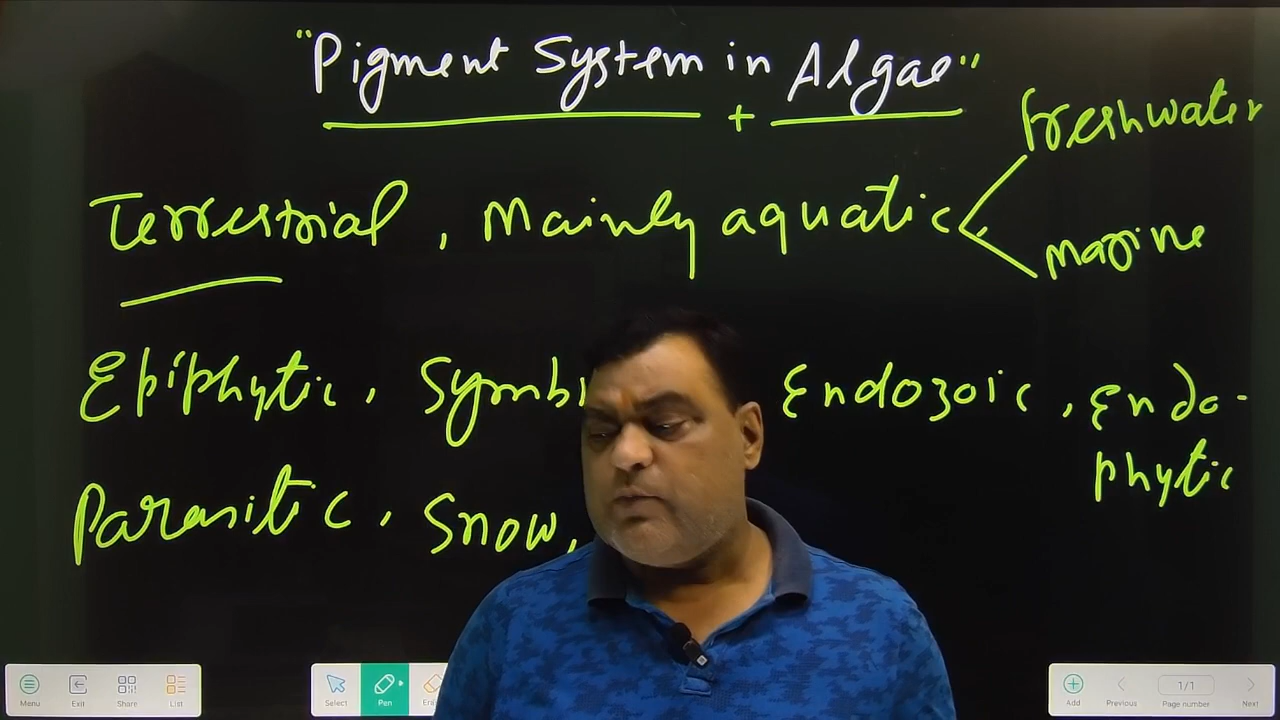 "Pigment System in Algae"
+
freshwater
Terrestrial, Mainly aquatic
marine
Epiphytic, Symbi
Endozoic, Endo-
phytic
Parasitic, Snow,
Menu Exit Share List Select Pen Add Previous Page number Next
1/1